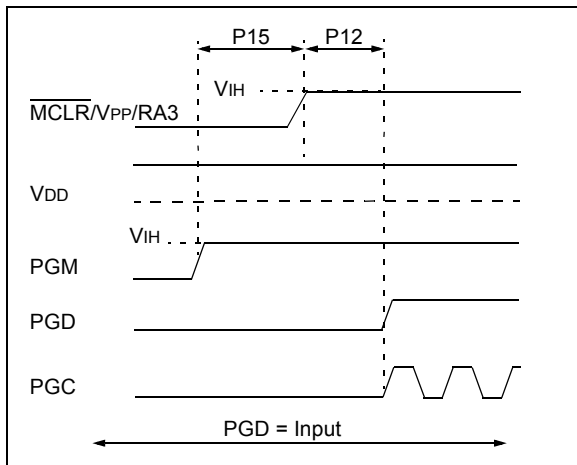 P15 P12
VIH
MCLR/VPP/RA3
VDD
VIH
PGM
PGD
PGC
PGD = Input